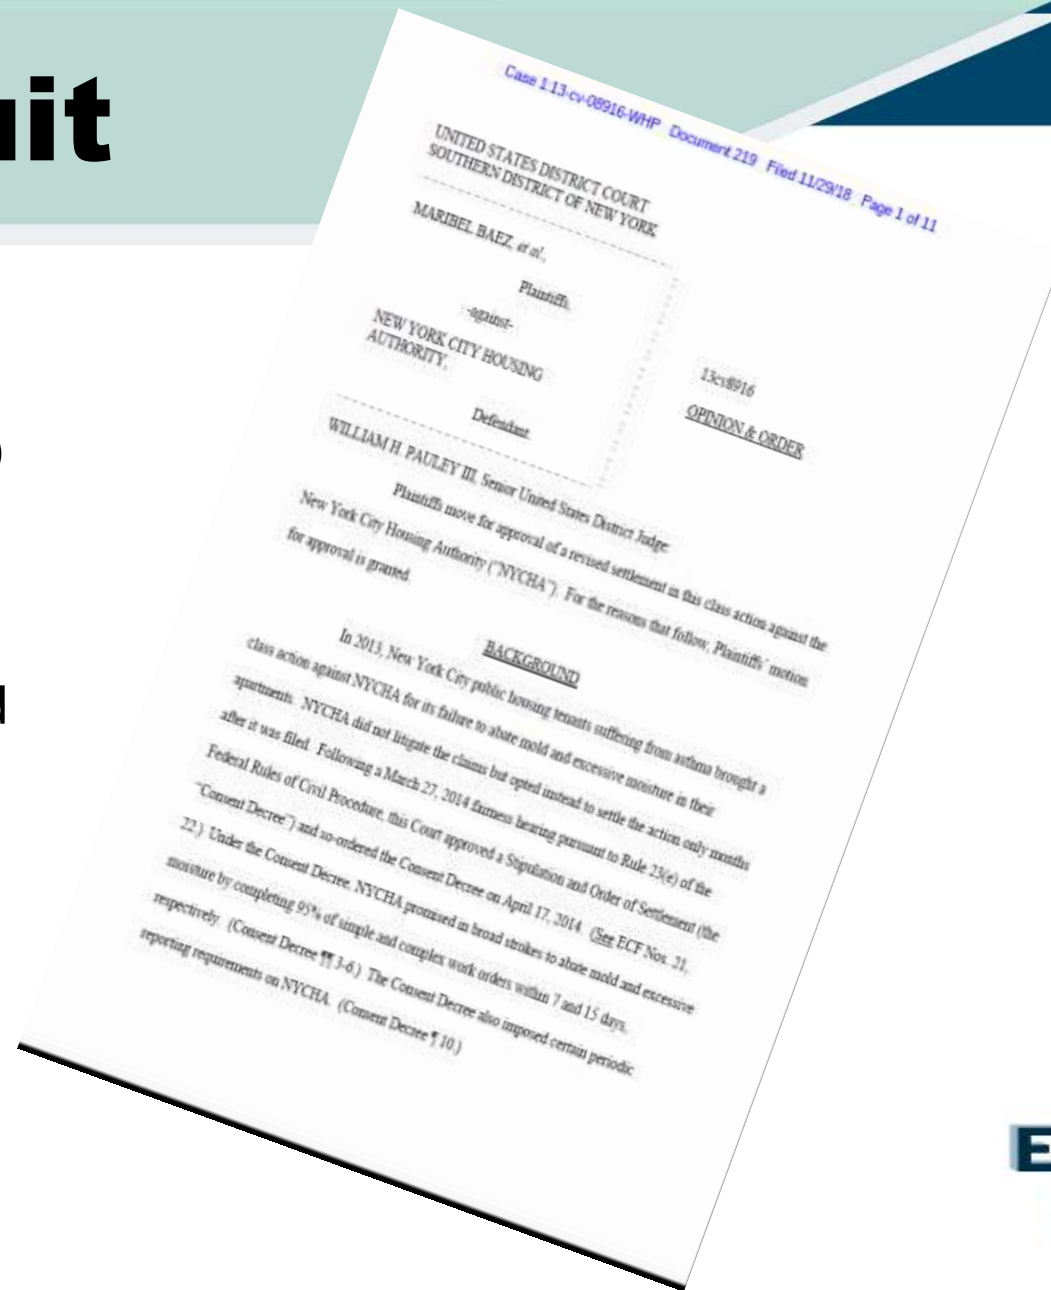 uit
Case 1:13-cv-08916-WHP Document 219 Filed 11/29/18 Page 1 of 11
UNITED STATES DISTRICT COURT
SOUTHERN DISTRICT OF NEW YORK
MARIBEL BAEZ, et al.,
Plaintiffs,
-against-
NEW YORK CITY HOUSING
AUTHORITY,
Defendant.
13cv8916
OPINION & ORDER
WILLIAM H. PAULEY III, Senior United States District Judge:
Plaintiffs move for approval of a revised settlement in this class action against the
New York City Housing Authority ("NYCHA"). For the reasons that follow, Plaintiffs' motion
for approval is granted.
BACKGROUND
In 2013, New York City public housing tenants suffering from asthma brought a
class action against NYCHA for its failure to abate mold and excessive moisture in their
apartments. NYCHA did not litigate the claims but opted instead to settle the action only months
after it was filed. Following a March 27, 2014 fairness hearing pursuant to Rule 23(e) of the
Federal Rules of Civil Procedure, this Court approved a Stipulation and Order of Settlement (the
"Consent Decree") and so-ordered the Consent Decree on April 17, 2014. (See ECF Nos. 21,
22.) Under the Consent Decree, NYCHA promised in broad strokes to abate mold and excessive
moisture by completing 95% of simple and complex work orders within 7 and 15 days,
respectively. (Consent Decree ¶¶ 3-6.) The Consent Decree also imposed certain periodic
reporting requirements on NYCHA. (Consent Decree ¶ 10.)
E